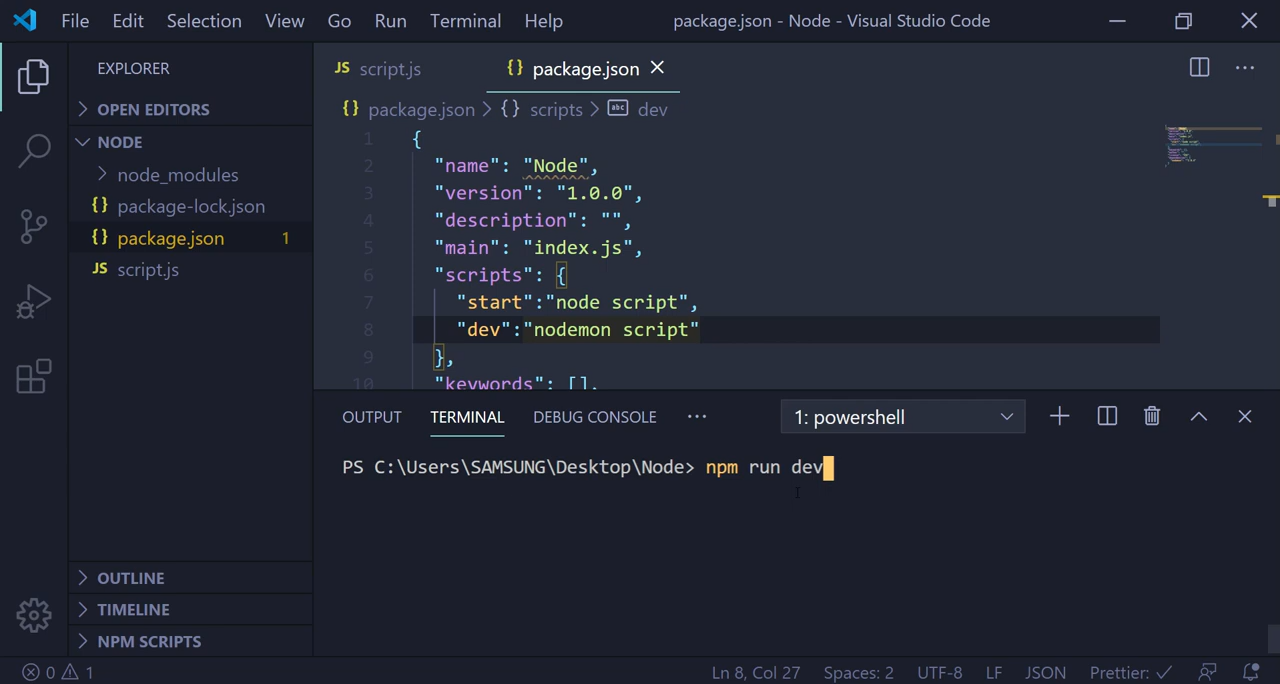 File Edit Selection View Go Run Terminal Help package.json - Node - Visual Studio Code
EXPLORER
OPEN EDITORS
NODE
node_modules
{} package-lock.json
{} package.json 1
JS script.js
OUTLINE
TIMELINE
NPM SCRIPTS
JS script.js {} package.json
{} package.json > {} scripts > abc dev
1 {
2 "name": "Node",
3 "version": "1.0.0",
4 "description": "",
5 "main": "index.js",
6 "scripts": {
7 "start":"node script",
8 "dev":"nodemon script"
9 },
10 "keywords": [],
OUTPUT TERMINAL DEBUG CONSOLE ··· 1: powershell
PS C:\Users\SAMSUNG\Desktop\Node> npm run dev
0 1 Ln 8, Col 27 Spaces: 2 UTF-8 LF JSON Prettier: ✓